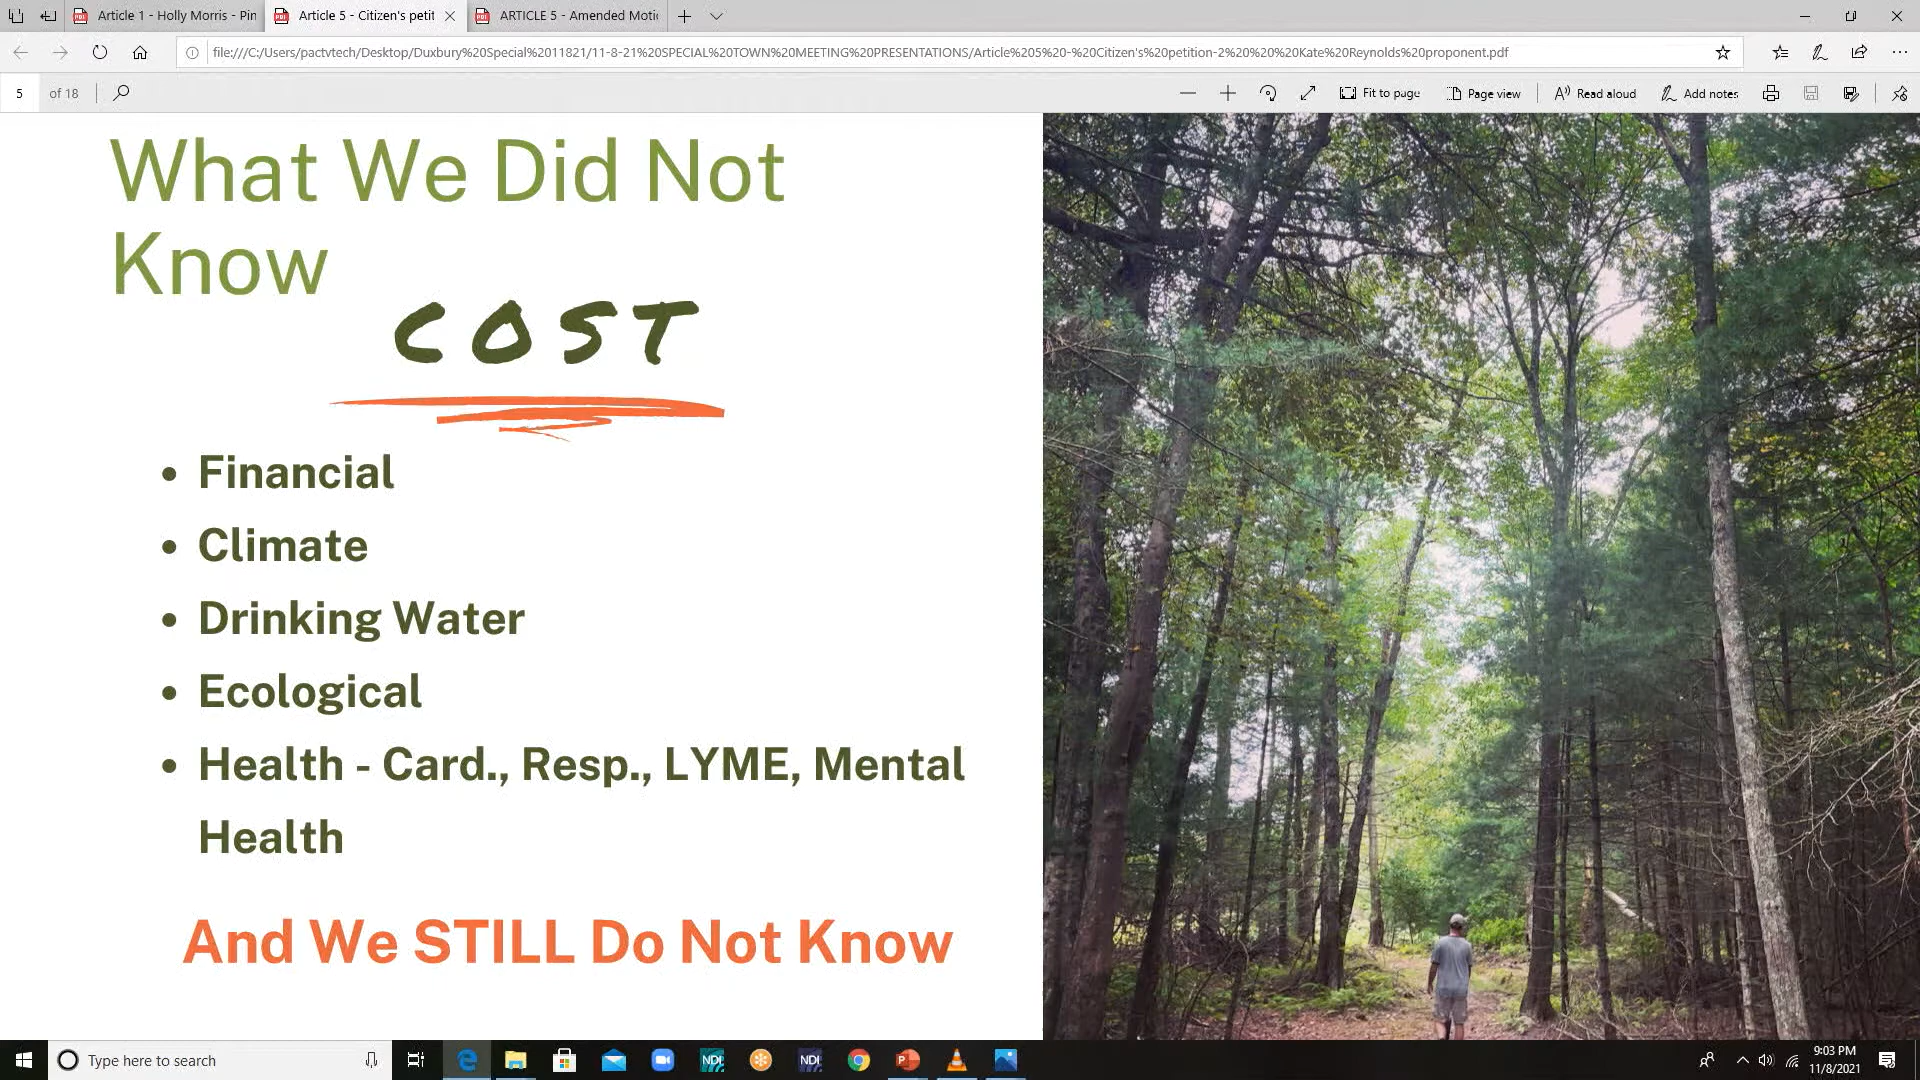 Article 1 - Holly Morris - Pin
Article 5 - Citizen's petit
ARTICLE 5 - Amended Moti
file:///C:/Users/pactvtech/Desktop/Duxbury%20Special%2011821/11-8-21%20SPECIAL%20TOWN%20MEETING%20PRESENTATIONS/Article%205%20-%20Citizen's%20petition-2%20%20%20Kate%20Reynolds%20proponent.pdf
5 of 18
Fit to page
Page view
Read aloud
Add notes
What We Did Not
Know
COST
• Financial
• Climate
• Drinking Water
• Ecological
• Health - Card., Resp., LYME, Mental
Health
And We STILL Do Not Know
Type here to search
NDI
NDI
9:03 PM
11/8/2021